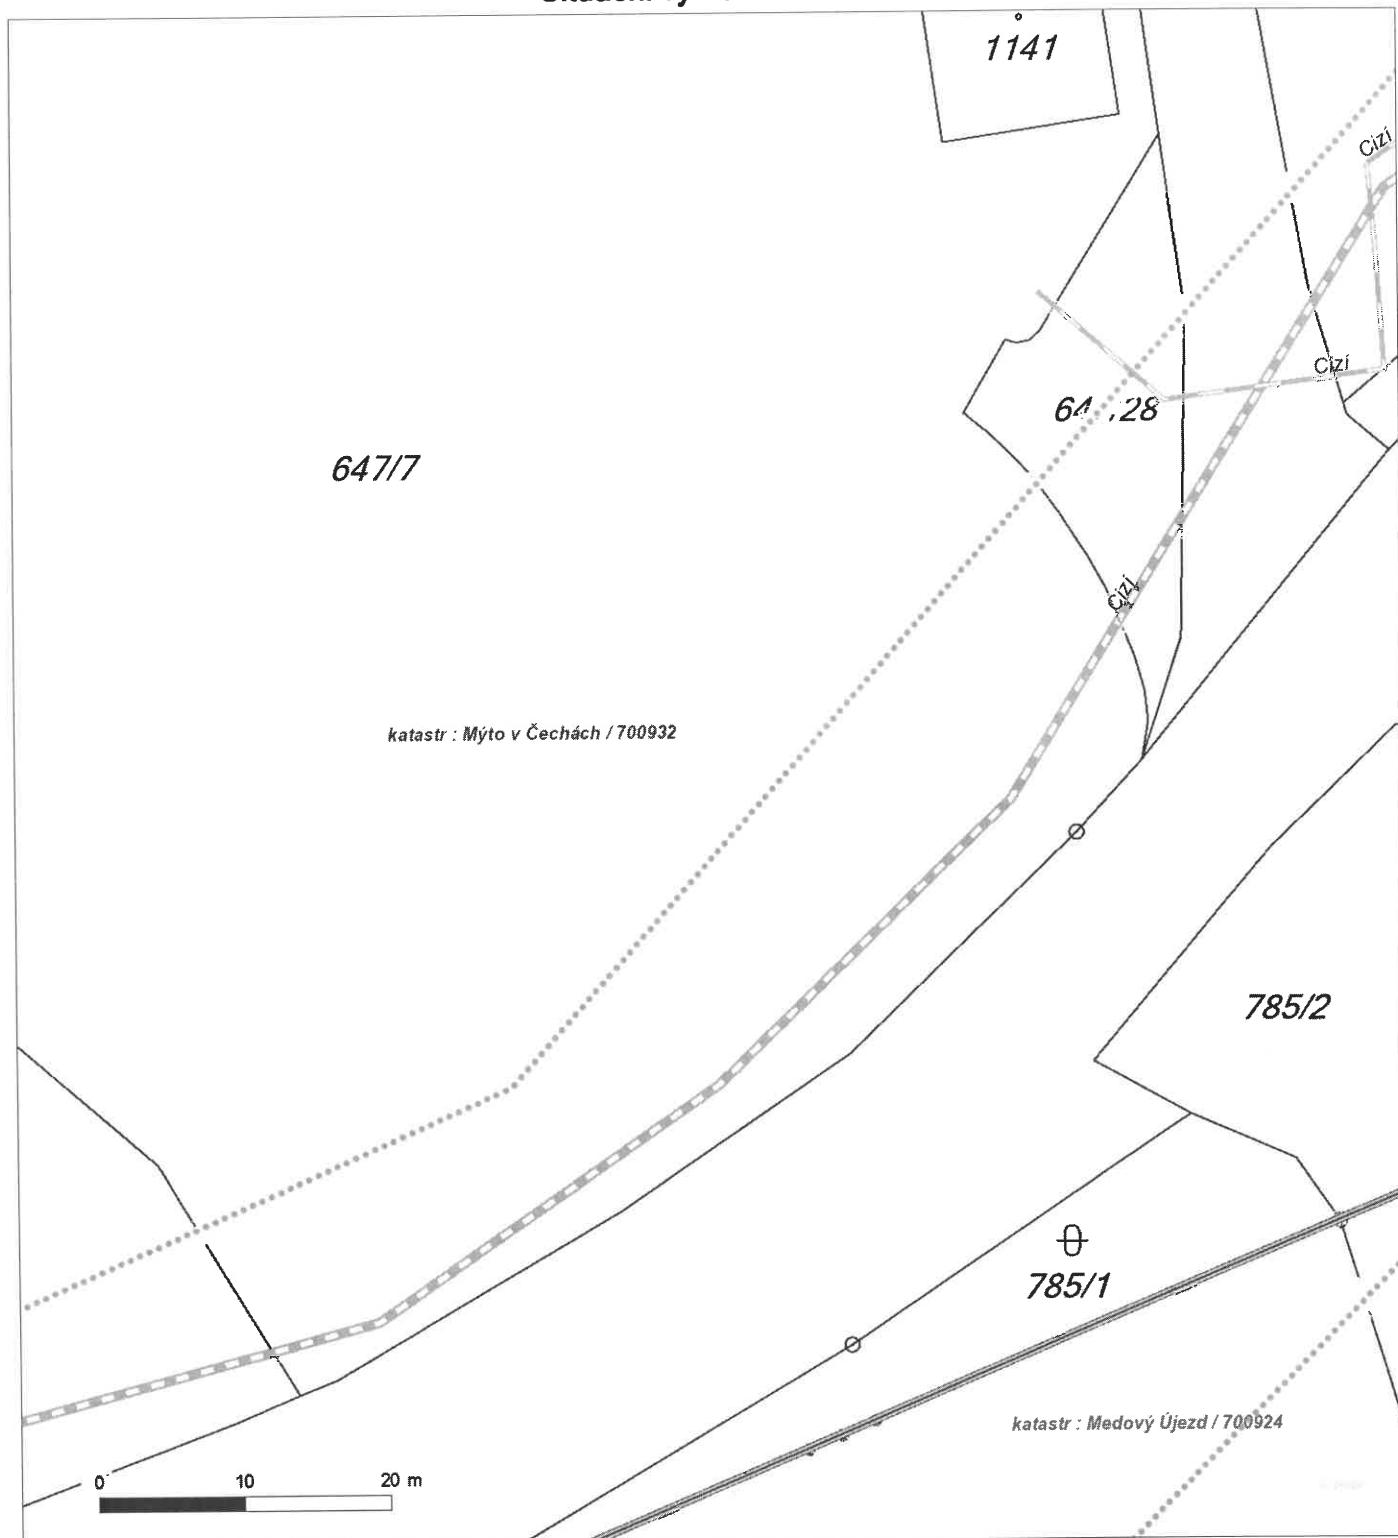 1141
Cizí
Cizí
647/7
Cizí
katastr : Mýto v Čechách / 700932
785/2
785/1
katastr : Medový Újezd / 700924
0 10 20 m